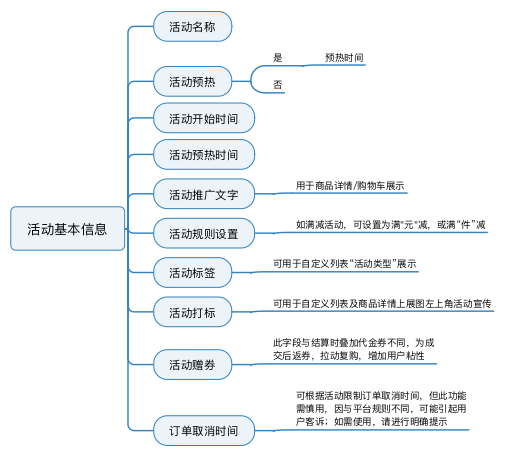 活动名称
活动预热
是
预热时间
否
活动开始时间
活动预热时间
活动推广文字
用于商品详情/购物车展示
活动基本信息
活动规则设置
如满减活动，可设置为满“元”减，或满“件”减
活动标签
可用于自定义列表“活动类型”展示
活动打标
可用于自定义列表及商品详情上展图左上角活动宣传
活动赠券
此字段与结算时叠加代金券不同，为成
交后返券，拉动复购，增加用户粘性
订单取消时间
可根据活动限制订单取消时间，但此功能
需慎用，因与平台规则不同，可能引起用
户客诉；如需使用，请进行明确提示